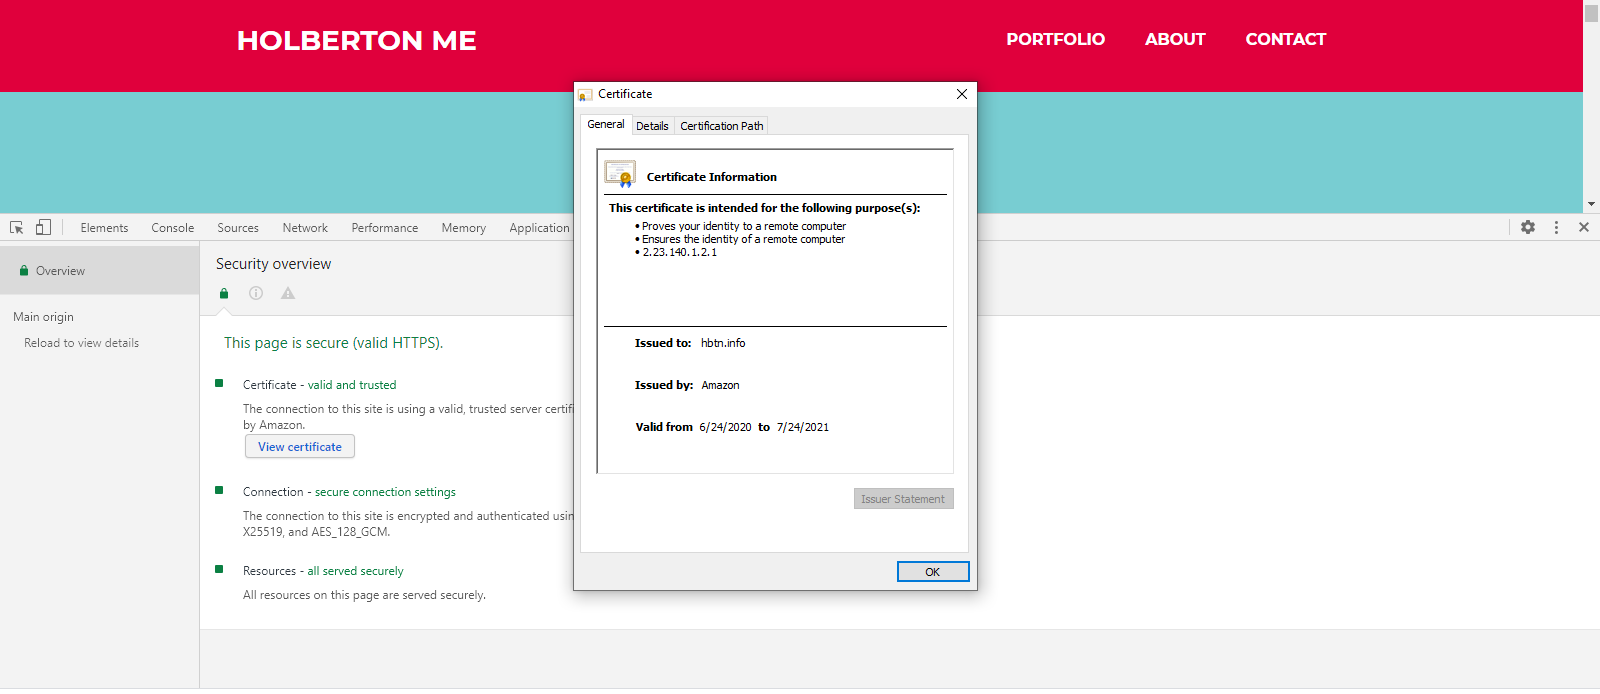 HOLBERTON ME
PORTFOLIO ABOUT CONTACT
Certificate
General Details Certification Path
Certificate Information
This certificate is intended for the following purpose(s):
• Proves your identity to a remote computer
• Ensures the identity of a remote computer
• 2.23.140.1.2.1
Issued to: hbtn.info
Issued by: Amazon
Valid from 6/24/2020 to 7/24/2021
Issuer Statement
OK
Elements Console Sources Network Performance Memory Application
Overview
Main origin
Reload to view details
Security overview
This page is secure (valid HTTPS).
Certificate - valid and trusted
The connection to this site is using a valid, trusted server certifi
by Amazon.
View certificate
Connection - secure connection settings
The connection to this site is encrypted and authenticated usin
X25519, and AES_128_GCM.
Resources - all served securely
All resources on this page are served securely.